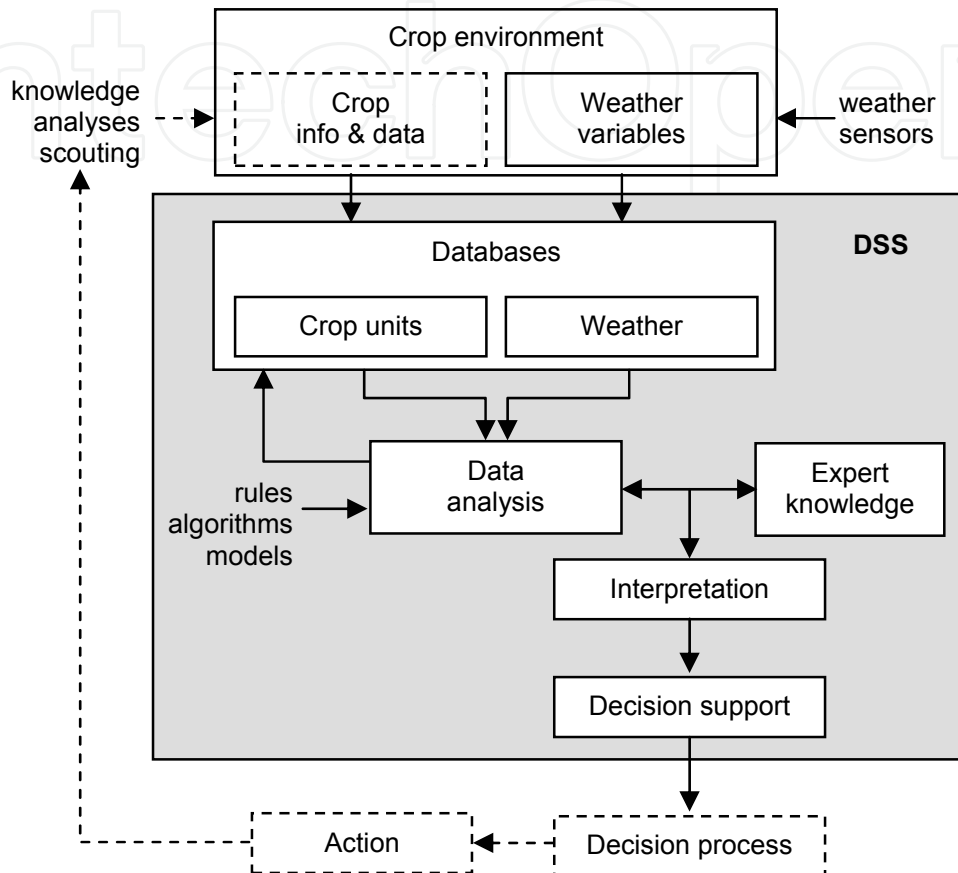 Crop environment
knowledge
analyses
scouting
Crop
info & data
Weather
variables
weather
sensors
DSS
Databases
Crop units
Weather
Data
analysis
Expert
knowledge
rules
algorithms
models
Interpretation
Decision support
Action
Decision process